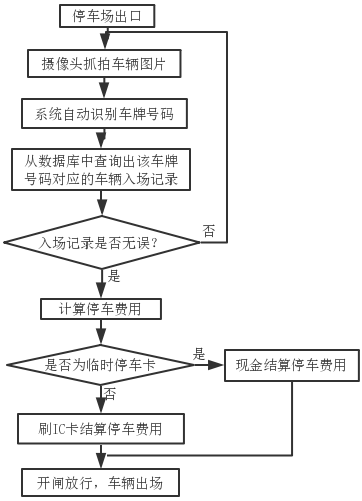 停车场出口
摄像头抓拍车辆图片
系统自动识别车牌号码
从数据库中查询出该车牌
号码对应的车辆入场记录
入场记录是否无误?
否
是
计算停车费用
是否为临时停车卡
是
现金结算停车费用
否
刷IC卡结算停车费用
开闸放行，车辆出场